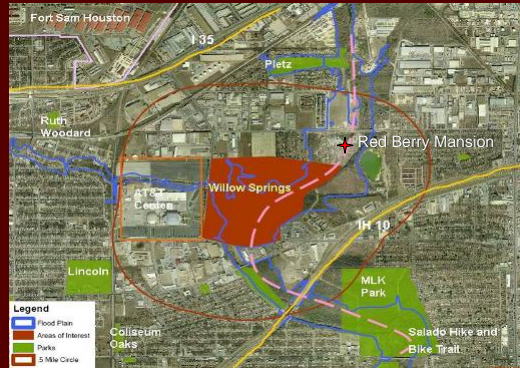 Fort Sam Houston
I 35
Pletz
Ruth
Woodard
Red Berry Mansion
Willow Springs
AT&T
Center
IH 10
Lincoln
MLK
Park
Legend
Flood Plain
Areas of Interest
Parks
.5 Mile Circle
Coliseum
Oaks
Salado Hike and
Bike Trail